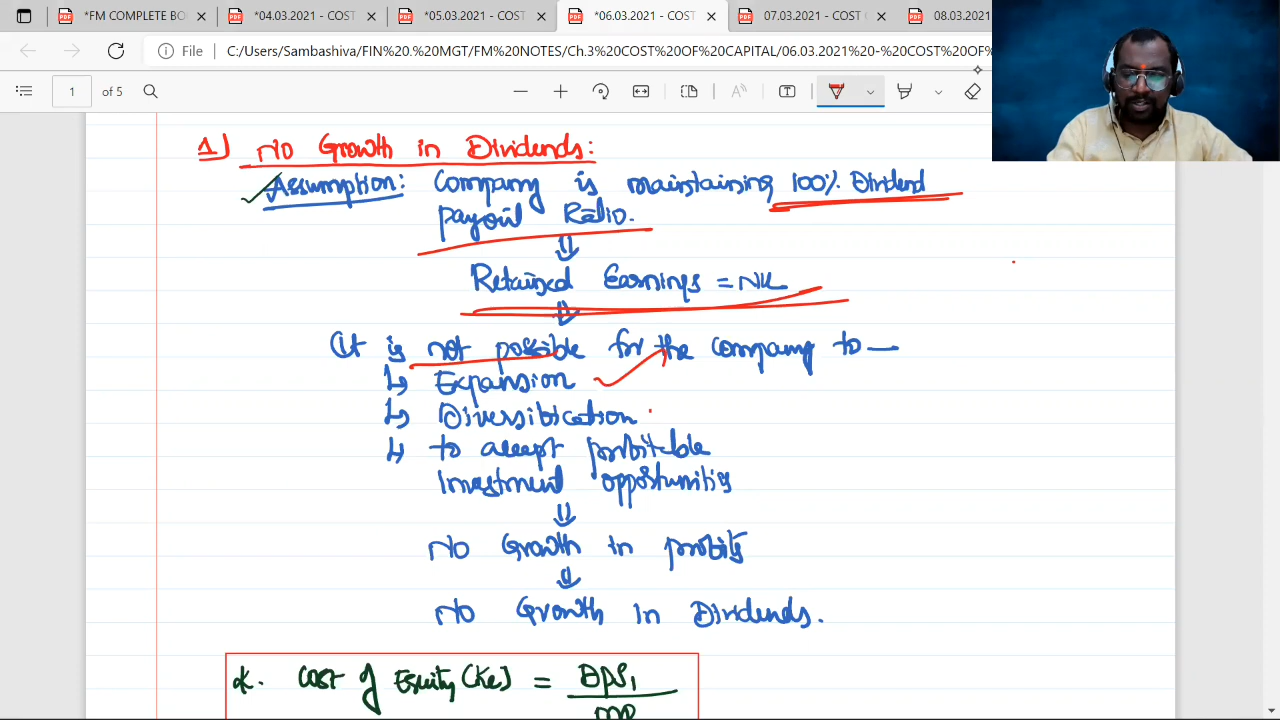 *FM COMPLETE BO
*04.03.2021 - COST
*05.03.2021 - COST
*06.03.2021 - COST
07.03.2021 - COST
08.03.2021
File C:/Users/Sambashiva/FIN%20.%20MGT/FM%20NOTES/Ch.3%20COST%20OF%20CAPITAL/06.03.2021%20-%20COST%20OF%
1 of 5
1) No Growth in Dividends:
Assumption: Company is maintaining 100% Dividend
payout Ratio.
⇓
Retained Earnings = NIL
⇓
It is not possible for the company to —
↳ Expansion
↳ Diversification
↳ to accept profitable
Investment opportunities
⇓
No Growth in profits
⇓
No Growth in Dividends.
*. Cost of Equity (Ke) = DPS1